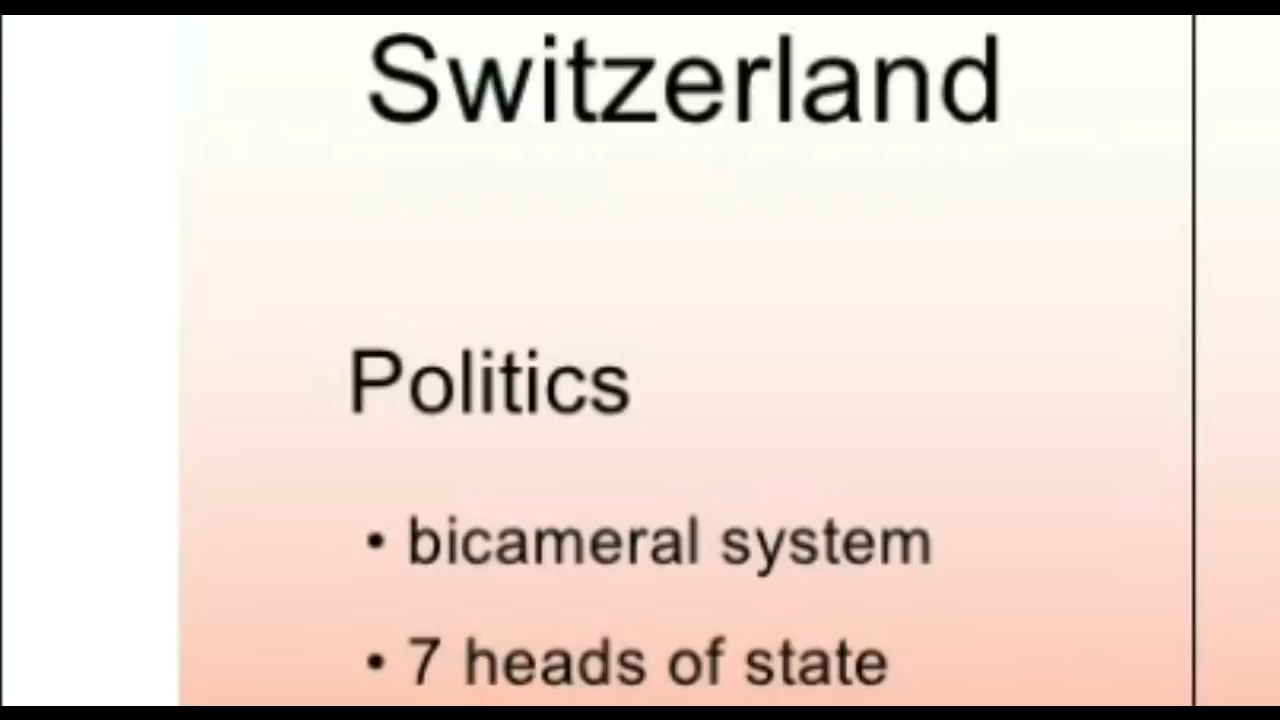 Switzerland
Politics
• bicameral system
• 7 heads of state